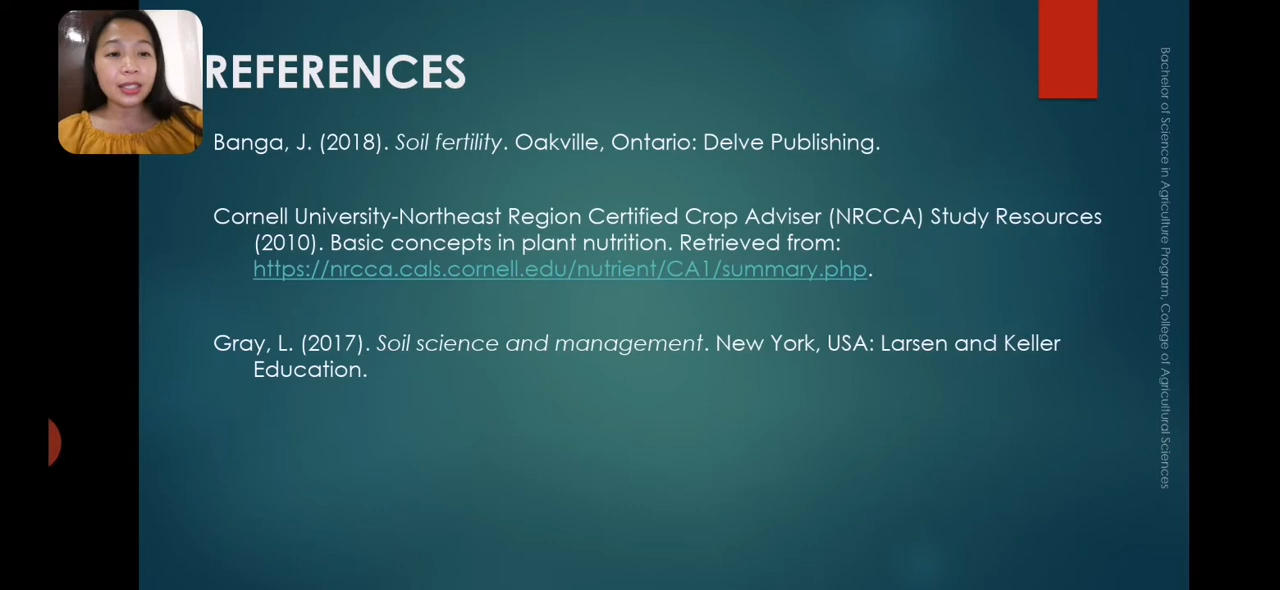 REFERENCES
Banga, J. (2018). Soil fertility. Oakville, Ontario: Delve Publishing.
Cornell University-Northeast Region Certified Crop Adviser (NRCCA) Study Resources
(2010). Basic concepts in plant nutrition. Retrieved from:
https://nrcca.cals.cornell.edu/nutrient/CA1/summary.php.
Gray, L. (2017). Soil science and management. New York, USA: Larsen and Keller
Education.
Bachelor of Science in Agriculture Program, College of Agricultural Sciences